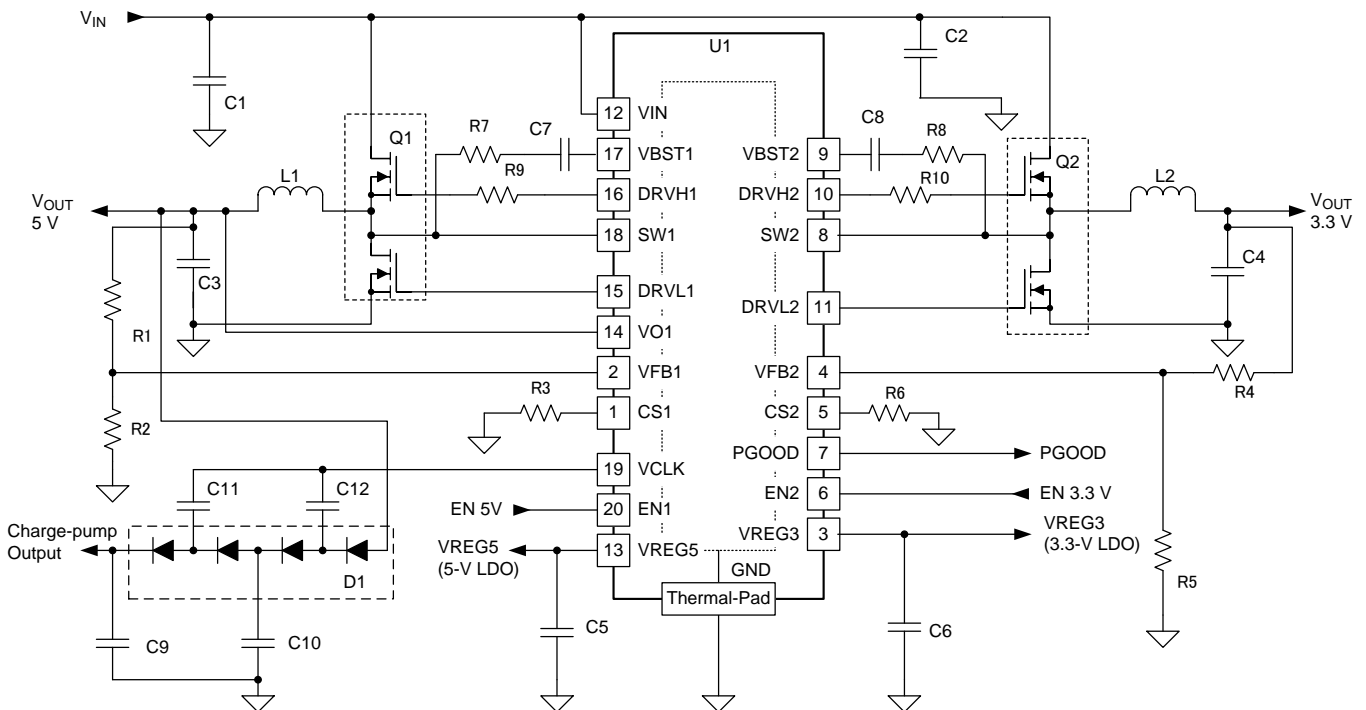 VIN
C1
U1
C2
12 VIN
Q1
R7
C7
17 VBST1
VBST2 9
C8
R8
Q2
R9
16 DRVH1
DRVH2 10
R10
L1
L2
VOUT
5 V
18 SW1
SW2 8
VOUT
3.3 V
C3
C4
15 DRVL1
DRVL2 11
R1
14 VO1
2 VFB1
VFB2 4
R4
R3
1 CS1
CS2 5
R6
R2
PGOOD 7
PGOOD
19 VCLK
C11
C12
EN2 6
EN 3.3 V
EN 5V
20 EN1
Charge-pump
Output
VREG3 3
VREG3
(3.3-V LDO)
VREG5
(5-V LDO)
13 VREG5
D1
GND
R5
Thermal-Pad
C9
C10
C5
C6